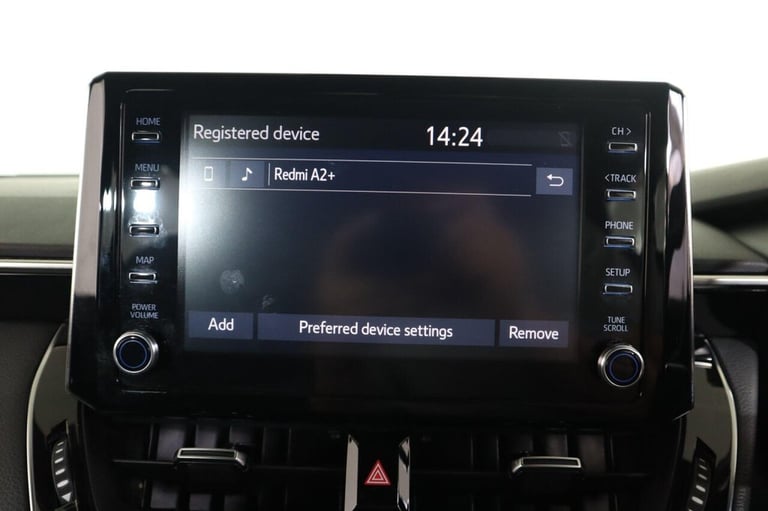 HOME
MENU
MAP
POWER
VOLUME
Registered device
14:24
Redmi A2+
Add
Preferred device settings
Remove
CH >
< TRACK
PHONE
SETUP
TUNE
SCROLL